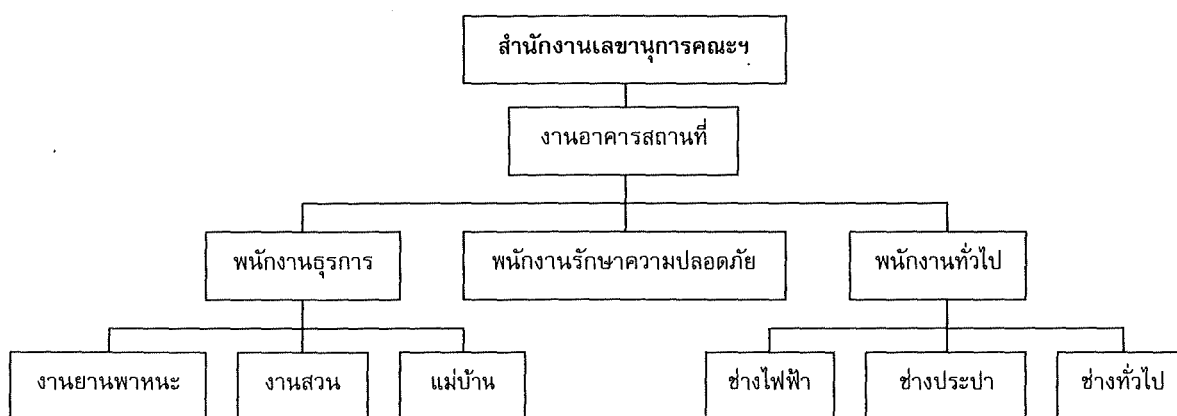 สำนักงานเลขานุการคณะฯ
งานอาคารสถานที่
พนักงานธุรการ
พนักงานรักษาความปลอดภัย
พนักงานทั่วไป
งานยานพาหนะ
งานสวน
แม่บ้าน
ช่างไฟฟ้า
ช่างประปา
ช่างทั่วไป